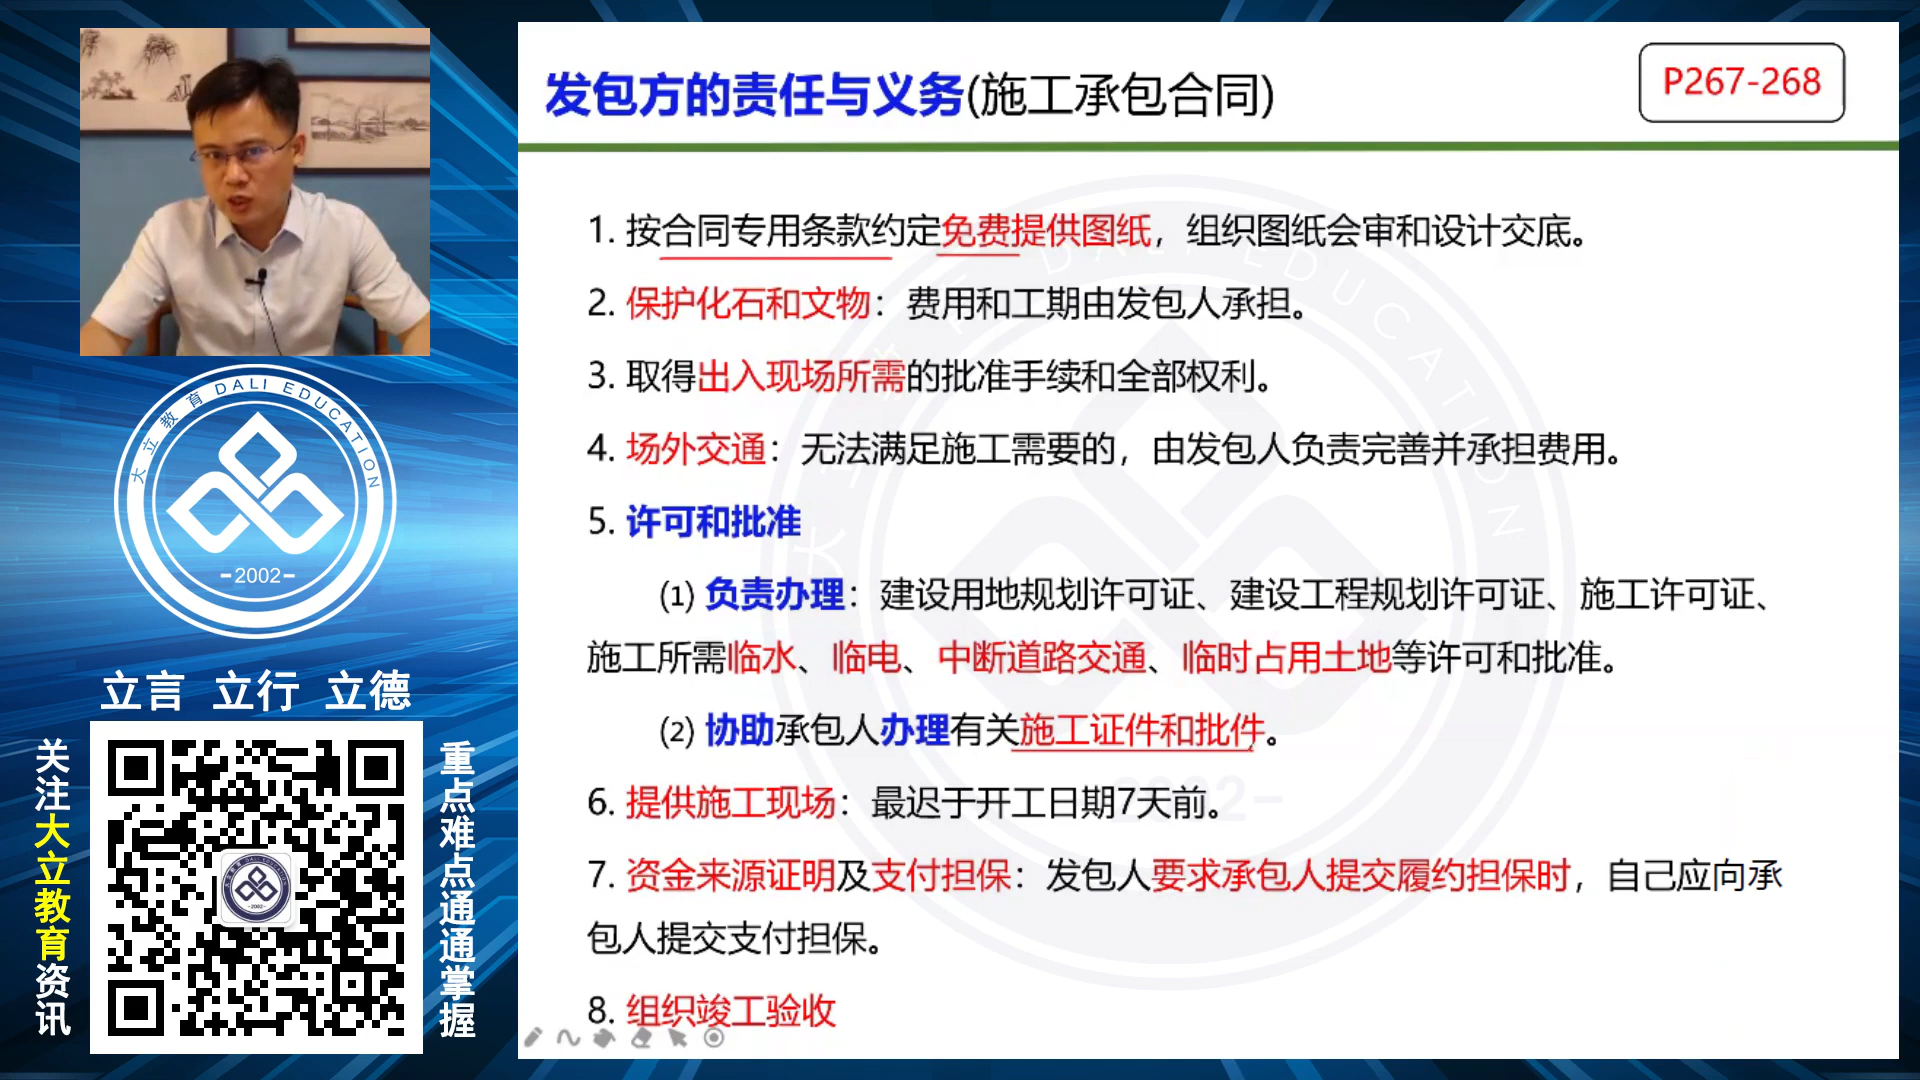 发包方的责任与义务(施工承包合同)
P267-268
1. 按合同专用条款约定免费提供图纸，组织图纸会审和设计交底。
2. 保护化石和文物：费用和工期由发包人承担。
3. 取得出入现场所需的批准手续和全部权利。
4. 场外交通：无法满足施工需要的，由发包人负责完善并承担费用。
5. 许可和批准
(1) 负责办理：建设用地规划许可证、建设工程规划许可证、施工许可证、
施工所需临水、临电、中断道路交通、临时占用土地等许可和批准。
(2) 协助承包人办理有关施工证件和批件。
6. 提供施工现场：最迟于开工日期7天前。
7. 资金来源证明及支付担保：发包人要求承包人提交履约担保时，自己应向承
包人提交支付担保。
8. 组织竣工验收
大立教育 DALI EDUCATION
-2002-
立言 立行 立德
关注大立教育资讯
重点难点通通掌握
大立教育 DALI EDUCATION
2002-